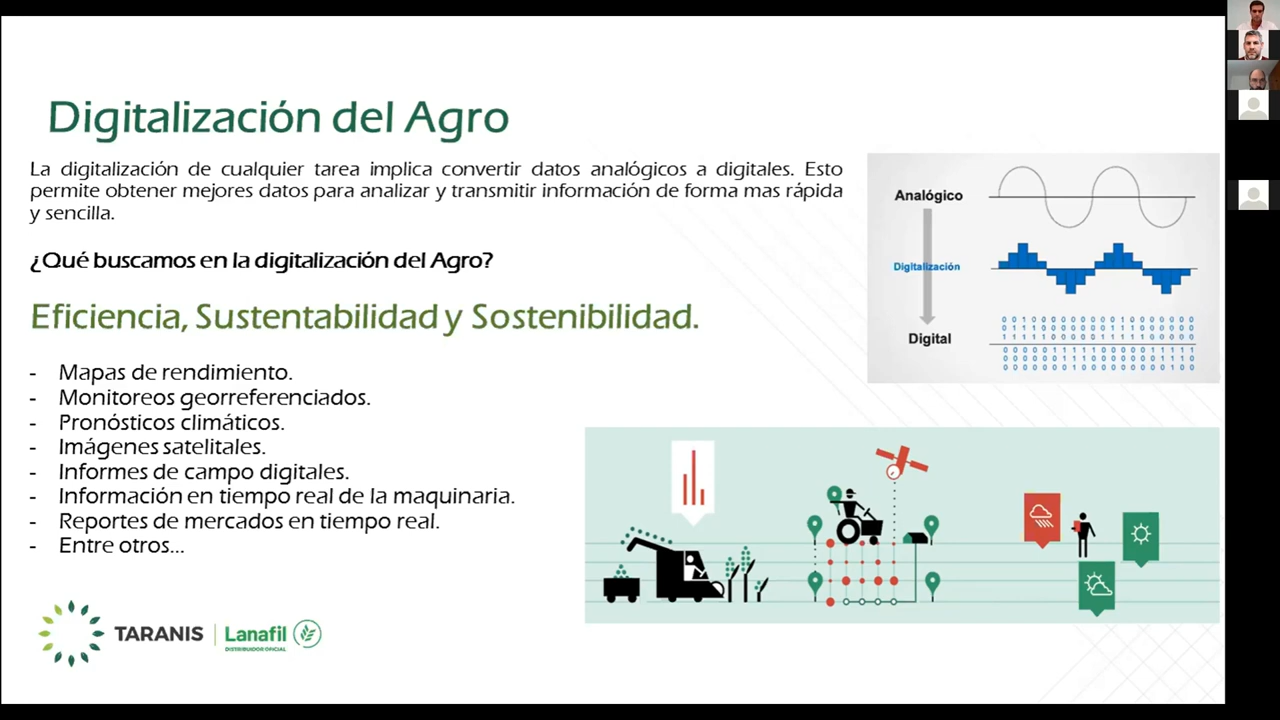 Digitalización del Agro
La digitalización de cualquier tarea implica convertir datos analógicos a digitales. Esto
permite obtener mejores datos para analizar y transmitir información de forma mas rápida
y sencilla.
¿Qué buscamos en la digitalización del Agro?
Eficiencia, Sustentabilidad y Sostenibilidad.
- Mapas de rendimiento.
- Monitoreos georreferenciados.
- Pronósticos climáticos.
- Imágenes satelitales.
- Informes de campo digitales.
- Información en tiempo real de la maquinaria.
- Reportes de mercados en tiempo real.
- Entre otros...
Analógico
Digitalización
Digital
TARANIS
Lanafil
DISTRIBUIDOR OFICIAL